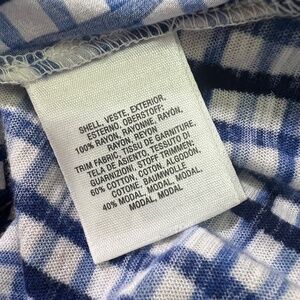 SHELL, VESTE, EXTERIOR,
ESTERNO, OBERSTOFF:
100% RAYON, RAYONNE, RAYÓN,
RAYON, REYON
TRIM FABRIC, TISSU DE GARNITURE,
TELA DE ASIENTO, TESSUTO DI
GUARNIZIONI, STOFF TRIMMEN:
60% COTTON, COTON, ALGODÓN,
COTONE, BAUMWOLLE
40% MODAL, MODAL, MODAL,
MODAL, MODAL